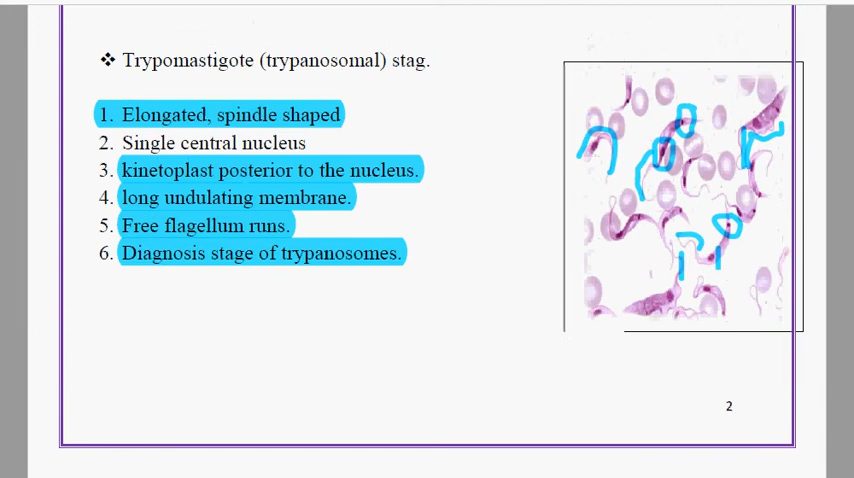 ❖ Trypomastigote (trypanosomal) stag.
1. Elongated, spindle shaped
2. Single central nucleus
3. kinetoplast posterior to the nucleus.
4. long undulating membrane.
5. Free flagellum runs.
6. Diagnosis stage of trypanosomes.
2